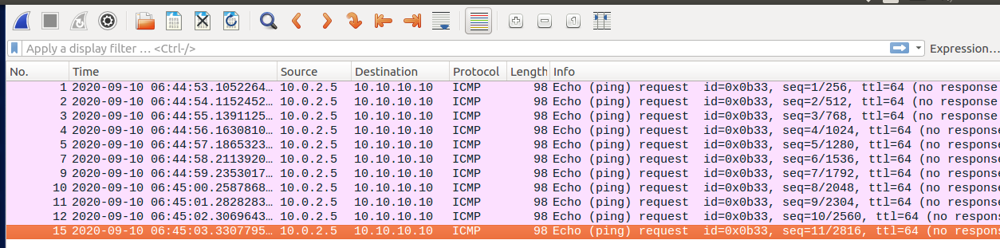 Apply a display filter … <Ctrl-/> Expression…
No. Time Source Destination Protocol Length Info
1 2020-09-10 06:44:53.1052264… 10.0.2.5 10.10.10.10 ICMP 98 Echo (ping) request id=0x0b33, seq=1/256, ttl=64 (no response
2 2020-09-10 06:44:54.1152452… 10.0.2.5 10.10.10.10 ICMP 98 Echo (ping) request id=0x0b33, seq=2/512, ttl=64 (no response
3 2020-09-10 06:44:55.1391125… 10.0.2.5 10.10.10.10 ICMP 98 Echo (ping) request id=0x0b33, seq=3/768, ttl=64 (no response
4 2020-09-10 06:44:56.1630810… 10.0.2.5 10.10.10.10 ICMP 98 Echo (ping) request id=0x0b33, seq=4/1024, ttl=64 (no respons
5 2020-09-10 06:44:57.1865323… 10.0.2.5 10.10.10.10 ICMP 98 Echo (ping) request id=0x0b33, seq=5/1280, ttl=64 (no respons
7 2020-09-10 06:44:58.2113920… 10.0.2.5 10.10.10.10 ICMP 98 Echo (ping) request id=0x0b33, seq=6/1536, ttl=64 (no respons
9 2020-09-10 06:44:59.2353017… 10.0.2.5 10.10.10.10 ICMP 98 Echo (ping) request id=0x0b33, seq=7/1792, ttl=64 (no respons
10 2020-09-10 06:45:00.2587868… 10.0.2.5 10.10.10.10 ICMP 98 Echo (ping) request id=0x0b33, seq=8/2048, ttl=64 (no respons
11 2020-09-10 06:45:01.2828283… 10.0.2.5 10.10.10.10 ICMP 98 Echo (ping) request id=0x0b33, seq=9/2304, ttl=64 (no respons
12 2020-09-10 06:45:02.3069643… 10.0.2.5 10.10.10.10 ICMP 98 Echo (ping) request id=0x0b33, seq=10/2560, ttl=64 (no respon
15 2020-09-10 06:45:03.3307795… 10.0.2.5 10.10.10.10 ICMP 98 Echo (ping) request id=0x0b33, seq=11/2816, ttl=64 (no respon